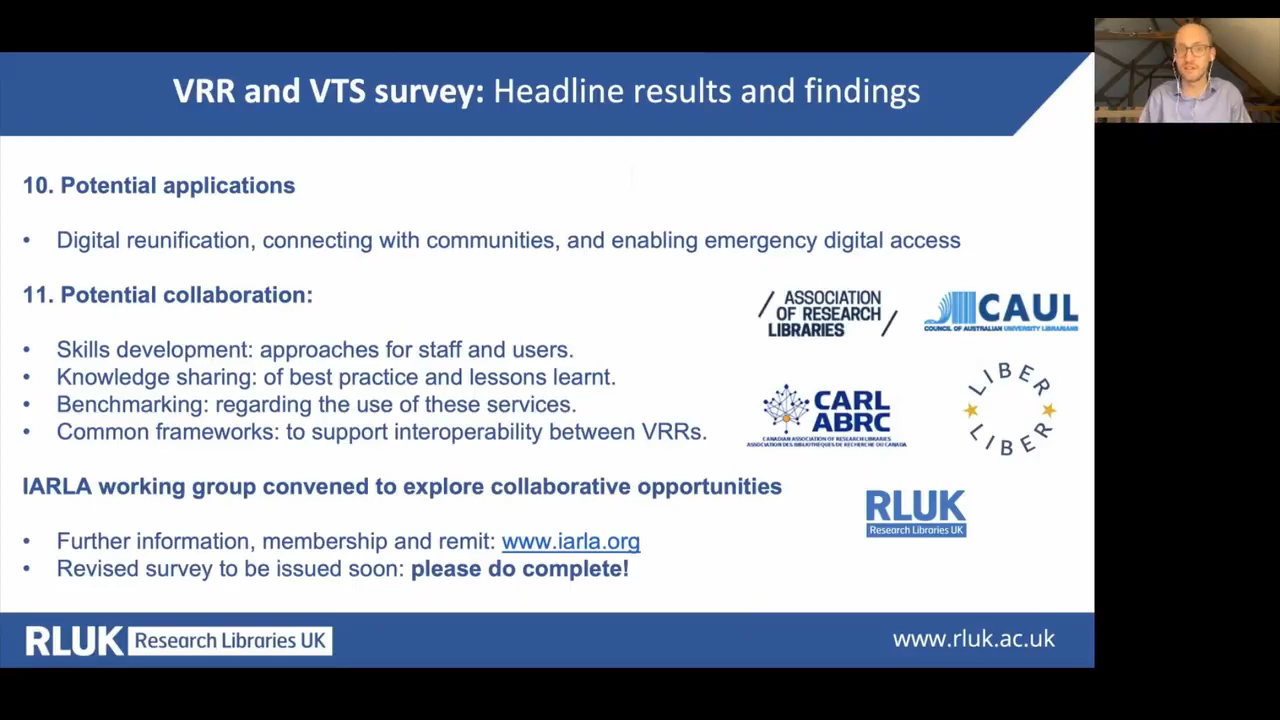 VRR and VTS survey: Headline results and findings
10. Potential applications
• Digital reunification, connecting with communities, and enabling emergency digital access
11. Potential collaboration:
• Skills development: approaches for staff and users.
• Knowledge sharing: of best practice and lessons learnt.
• Benchmarking: regarding the use of these services.
• Common frameworks: to support interoperability between VRRs.
ASSOCIATION
OF RESEARCH
LIBRARIES
CAUL
COUNCIL OF AUSTRALIAN UNIVERSITY LIBRARIANS
CARL
ABRC
CANADIAN ASSOCIATION OF RESEARCH LIBRARIES
ASSOCIATION DES BIBLIOTHÈQUES DE RECHERCHE DU CANADA
LIBER
LIBER
IARLA working group convened to explore collaborative opportunities
• Further information, membership and remit: www.iarla.org
• Revised survey to be issued soon: please do complete!
RLUK
Research Libraries UK
RLUK Research Libraries UK
www.rluk.ac.uk